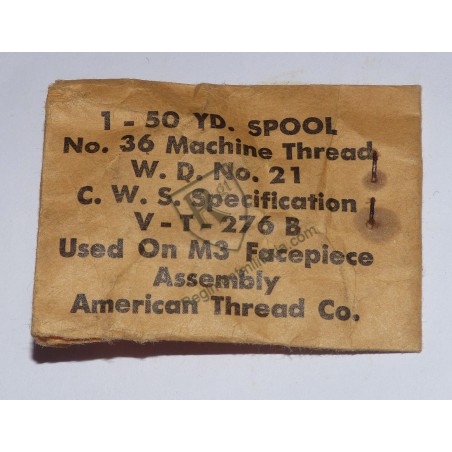 1 - 50 YD. SPOOL
No. 36 Machine Thread
W. D. No. 21
C. W. S. Specification
V - T - 276 B
Used On M3 Facepiece
Assembly
American Thread Co.